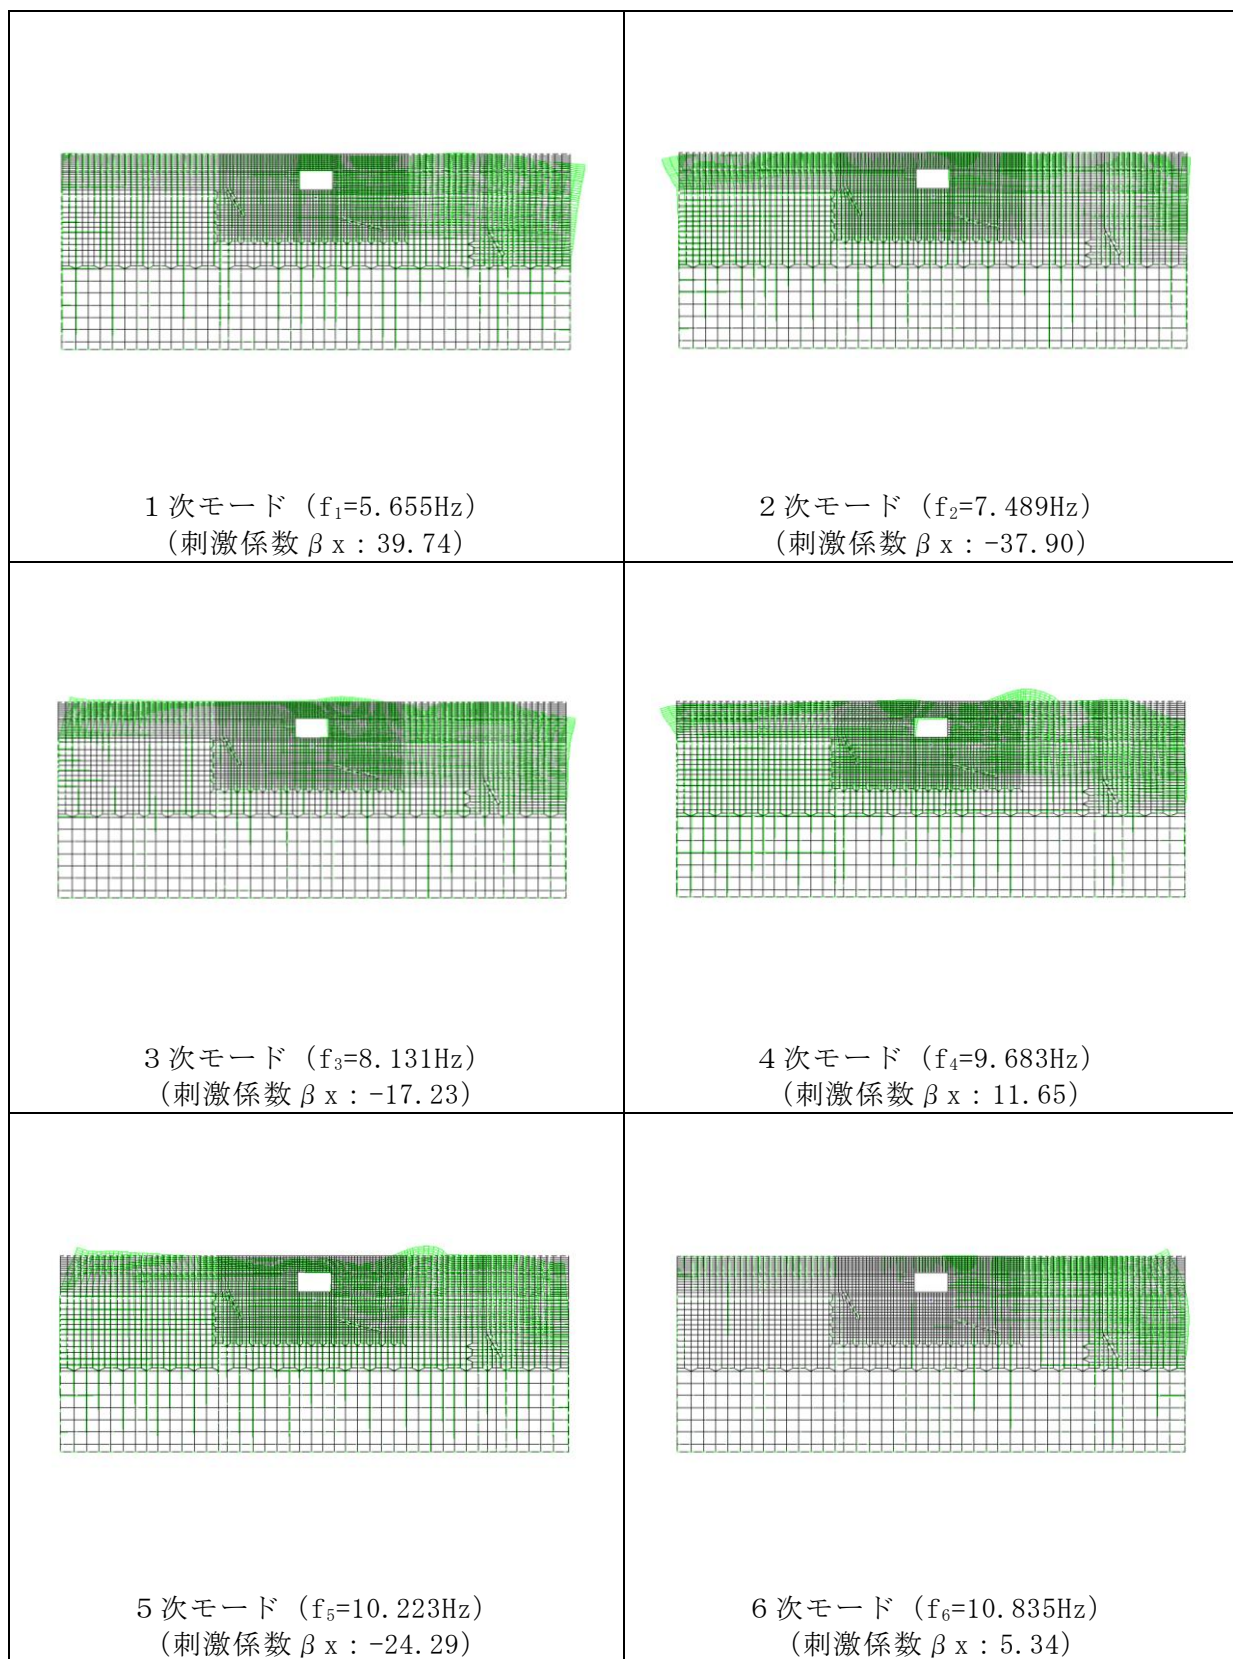 １次モード（f₁=5.655Hz）
（刺激係数βx：39.74）
２次モード（f₂=7.489Hz）
（刺激係数βx：-37.90）
３次モード（f₃=8.131Hz）
（刺激係数βx：-17.23）
４次モード（f₄=9.683Hz）
（刺激係数βx：11.65）
５次モード（f₅=10.223Hz）
（刺激係数βx：-24.29）
６次モード（f₆=10.835Hz）
（刺激係数βx：5.34）